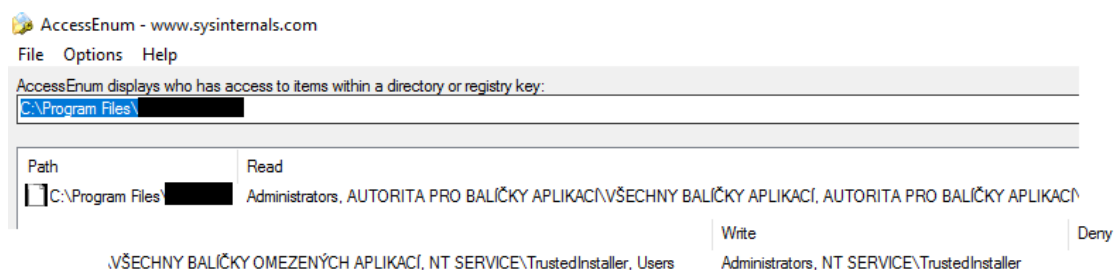 AccessEnum - www.sysinternals.com
File Options Help
AccessEnum displays who has access to items within a directory or registry key:
C:\Program Files\
Path Read
C:\Program Files\ Administrators, AUTORITA PRO BALÍČKY APLIKACÍ\VŠECHNY BALÍČKY APLIKACÍ, AUTORITA PRO BALÍČKY APLIKACÍ\
Write Deny
\VŠECHNY BALÍČKY OMEZENÝCH APLIKACÍ, NT SERVICE\TrustedInstaller, Users Administrators, NT SERVICE\TrustedInstaller